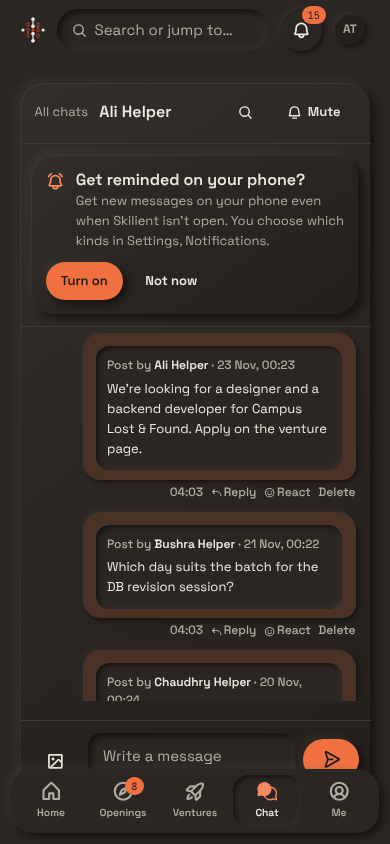 Search or jump to...
15
AT
All chats Ali Helper Mute
Get reminded on your phone?
Get new messages on your phone even
when Skilient isn't open. You choose which
kinds in Settings, Notifications.
Turn on Not now
Post by Ali Helper · 23 Nov, 00:23
We're looking for a designer and a
backend developer for Campus
Lost & Found. Apply on the venture
page.
04:03 Reply React Delete
Post by Bushra Helper · 21 Nov, 00:22
Which day suits the batch for the
DB revision session?
04:03 Reply React Delete
Post by Chaudhry Helper · 20 Nov,
00:24
Write a message
8
Home Openings Ventures Chat Me